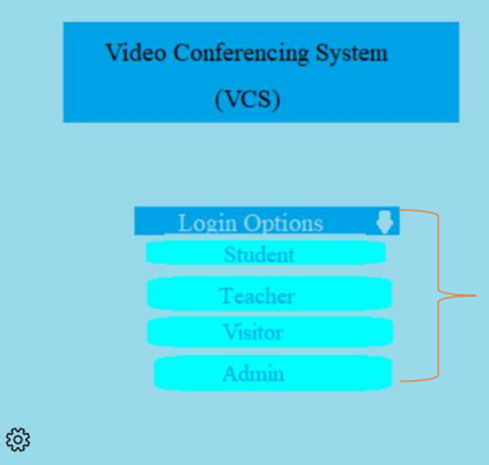 Video Conferencing System
(VCS)
Login Options
Student
Teacher
Visitor
Admin